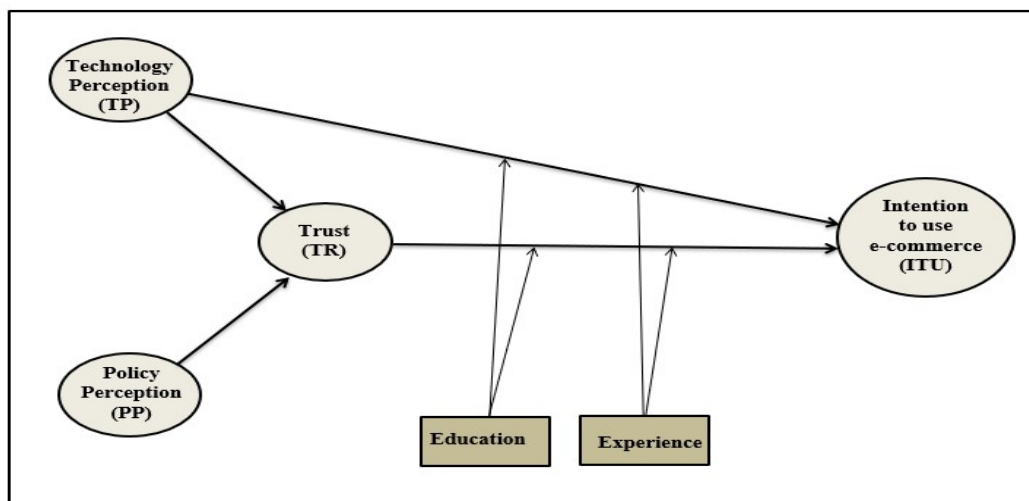 Technology
Perception
(TP)
Trust
(TR)
Intention
to use
e-commerce
(ITU)
Policy
Perception
(PP)
Education
Experience